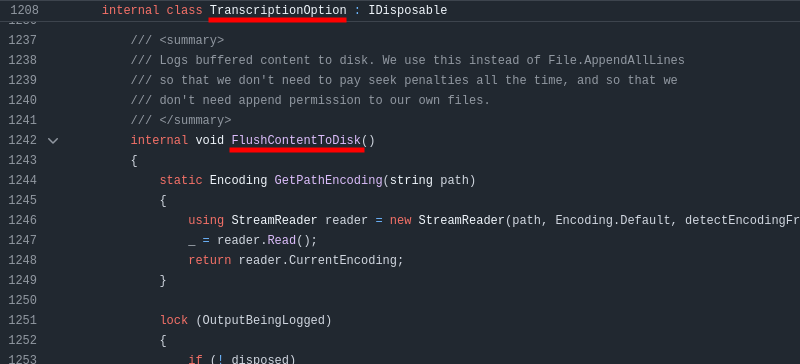 1208 internal class TranscriptionOption : IDisposable
1236
1237 /// <summary>
1238 /// Logs buffered content to disk. We use this instead of File.AppendAllLines
1239 /// so that we don't need to pay seek penalties all the time, and so that we
1240 /// don't need append permission to our own files.
1241 /// </summary>
1242 internal void FlushContentToDisk()
1243 {
1244 static Encoding GetPathEncoding(string path)
1245 {
1246 using StreamReader reader = new StreamReader(path, Encoding.Default, detectEncodingFr
1247 _ = reader.Read();
1248 return reader.CurrentEncoding;
1249 }
1250
1251 lock (OutputBeingLogged)
1252 {
1253 if (!_disposed)